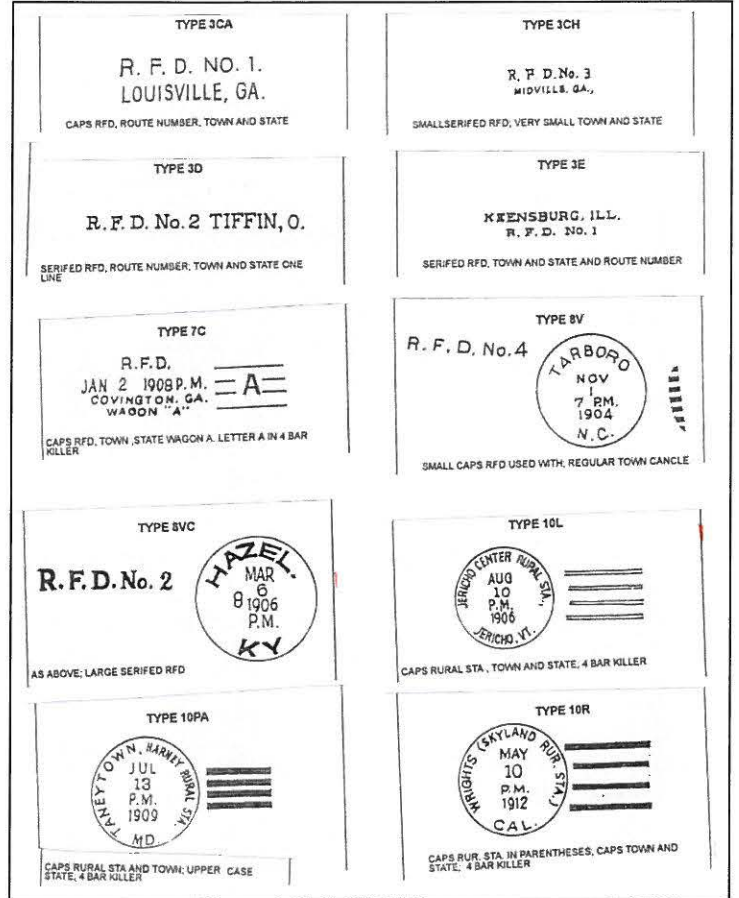 TYPE 3CA
R. F. D. NO. 1.
LOUISVILLE, GA.
CAPS RFD, ROUTE NUMBER, TOWN AND STATE
TYPE 3CH
R. F D. No. 3
MIDVILLE. GA.,
SMALLSERIFED RFD; VERY SMALL TOWN AND STATE
TYPE 3D
R. F. D. No. 2 TIFFIN, O.
SERIFED RFD, ROUTE NUMBER; TOWN AND STATE ONE
LINE
TYPE 3E
KEENSBURG, ILL.
R. F. D. No. 1
SERIFED RFD, TOWN AND STATE AND ROUTE NUMBER
TYPE 7C
R.F.D.
JAN 2 1908 P.M.
COVINGTON. GA.
WAGON "A"
A
CAPS RFD, TOWN ,STATE WAGON A. LETTER A IN 4 BAR
KILLER
TYPE 8V
R. F. D. No. 4
TARBORO
NOV
1
7 P.M.
1904
N.C.
SMALL CAPS RFD USED WITH; REGULAR TOWN CANCLE
TYPE 8VC
R. F. D. No. 2
HAZEL.
MAR
6
8 1906
P.M.
KY
AS ABOVE; LARGE SERIFED RFD
TYPE 10L
JERICHO CENTER RURAL STA.,
AUG
10
P.M.
1906
JERICHO, VT.
CAPS RURAL STA , TOWN AND STATE, 4 BAR KILLER
TYPE 10PA
TANEYTOWN, HARNEY RURAL STA.
JUL
13
P.M.
1909
MD.
CAPS RURAL STA AND TOWN; UPPER CASE
STATE, 4 BAR KILLER
TYPE 10R
WRIGHTS (SKYLAND RUR. STA.)
MAY
10
P.M.
1912
CAL.
CAPS RUR. STA. IN PARENTHESES, CAPS TOWN AND
STATE; 4 BAR KILLER